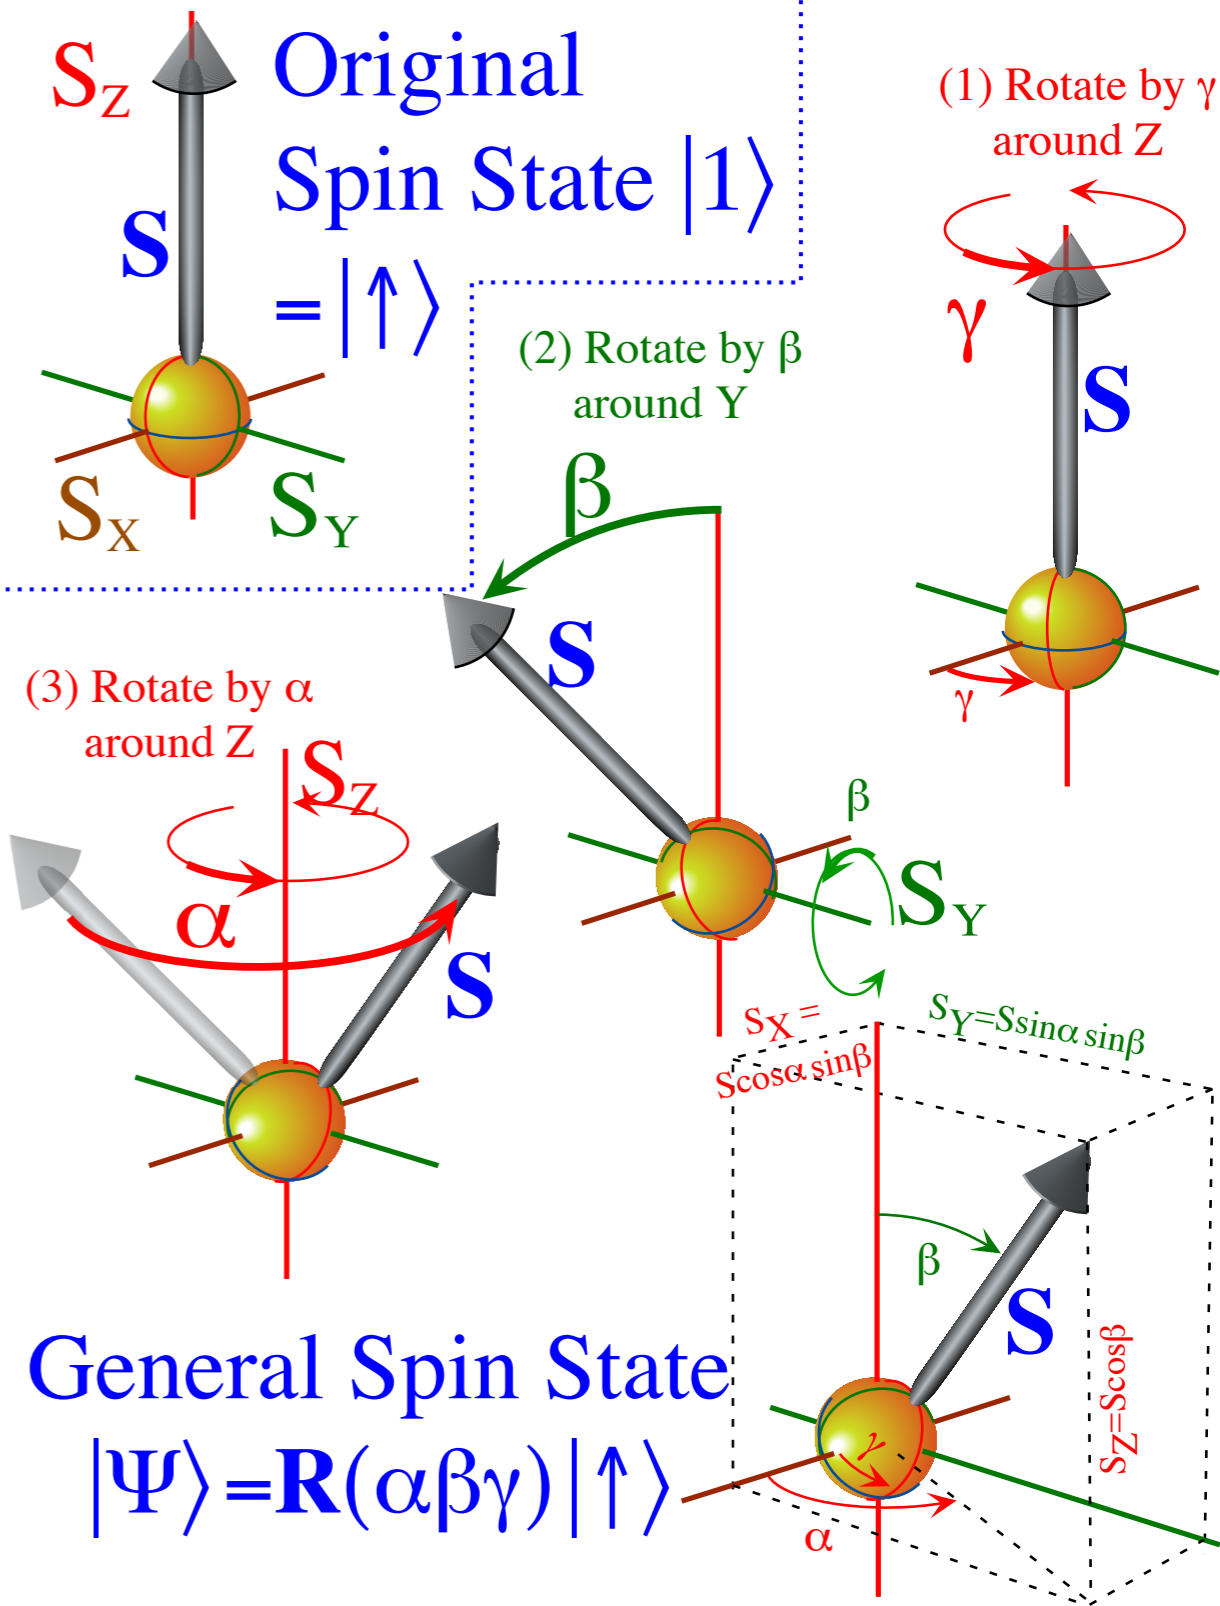 S_Z
Original
Spin State |1⟩
=|↑⟩
S
S_X
S_Y
(1) Rotate by γ
around Z
γ
S
γ
(2) Rotate by β
around Y
β
S
β
S_Y
(3) Rotate by α
around Z
S_Z
α
S
S_X =
Scosα sinβ
S_Y=Ssinα sinβ
β
S
S_Z=Scosβ
γ
α
General Spin State
|Ψ⟩=R(αβγ)|↑⟩